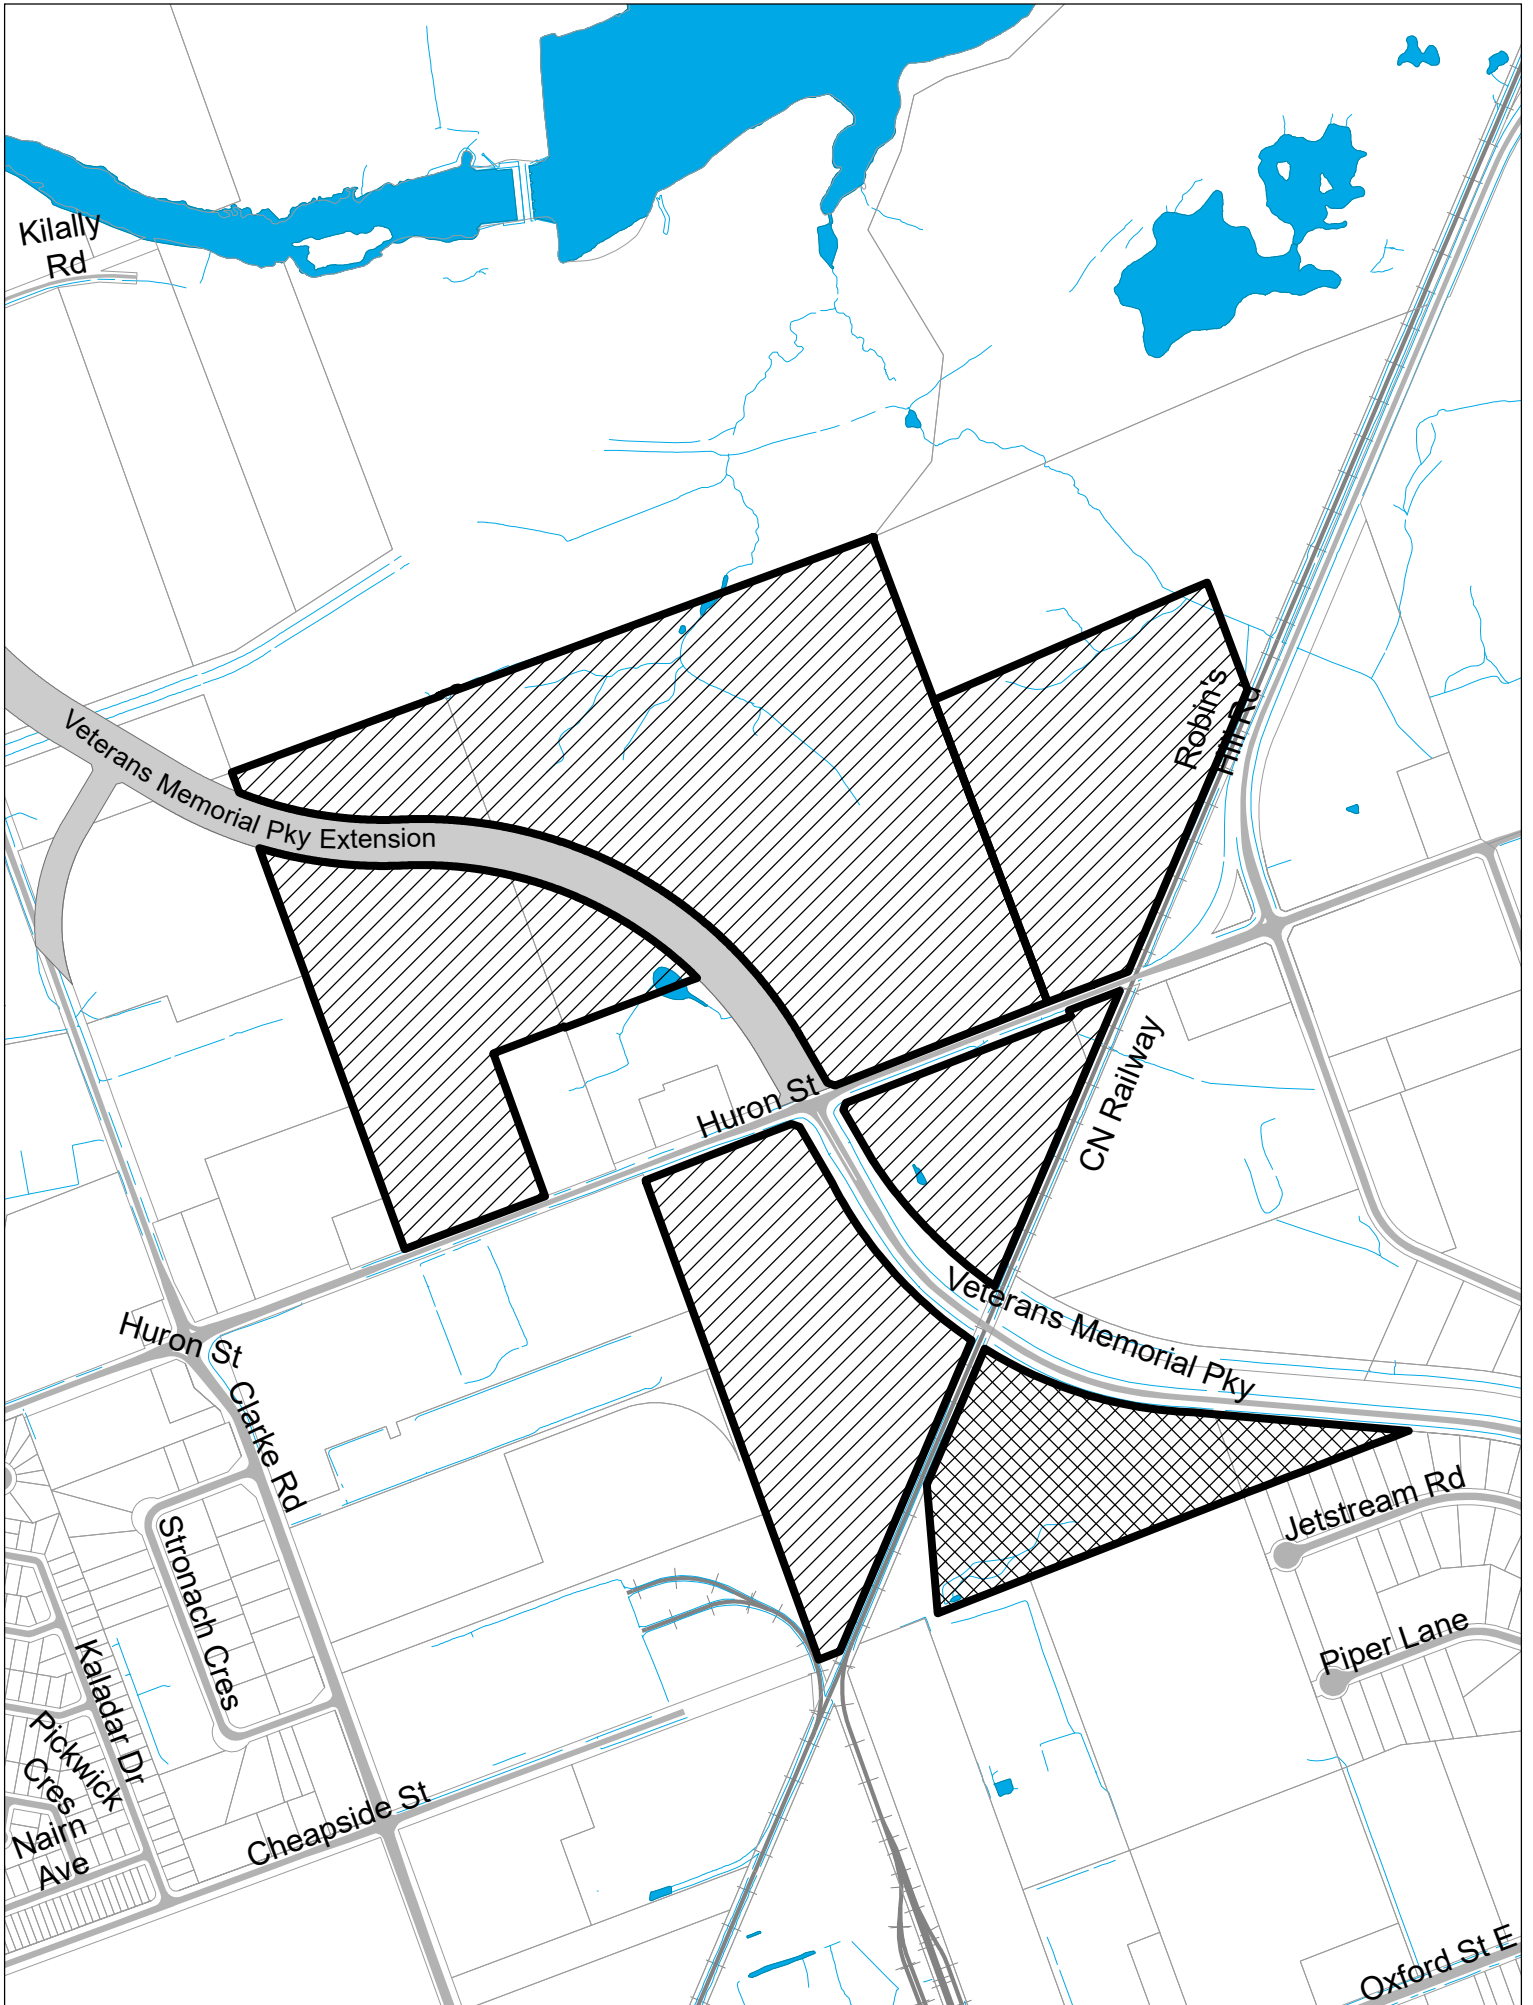 Kilally
Rd
Robin's
Hill Rd
Veterans Memorial Pky Extension
CN Railway
Huron St
Veterans Memorial Pky
Huron St
Clarke Rd
Jetstream Rd
Stronach Cres
Piper Lane
Kaladar Dr
Pickwick
Cres
Nairn
Ave
Cheapside St
Oxford St E